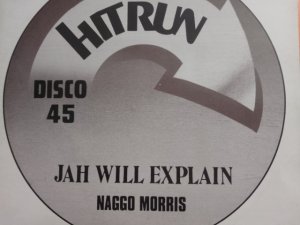 HITRUN
DISCO
45
JAH WILL EXPLAIN
NAGGO MORRIS